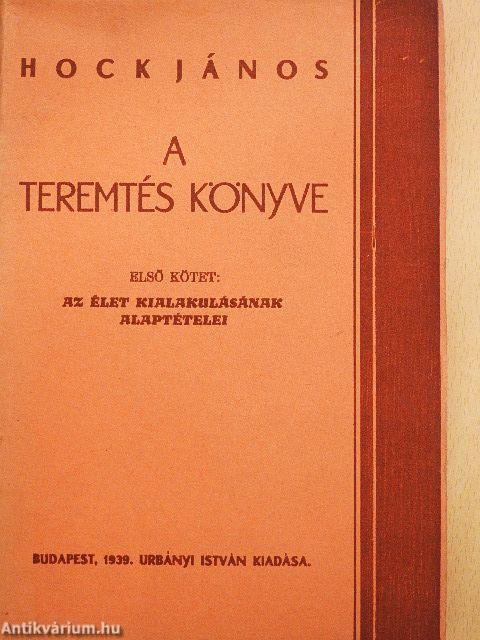 HOCK JÁNOS
A
TEREMTÉS KÖNYVE
ELSŐ KÖTET:
AZ ÉLET KIALAKULÁSÁNAK
ALAPTÉTELEI
BUDAPEST, 1939. URBÁNYI ISTVÁN KIADÁSA.
Antikvárium.hu